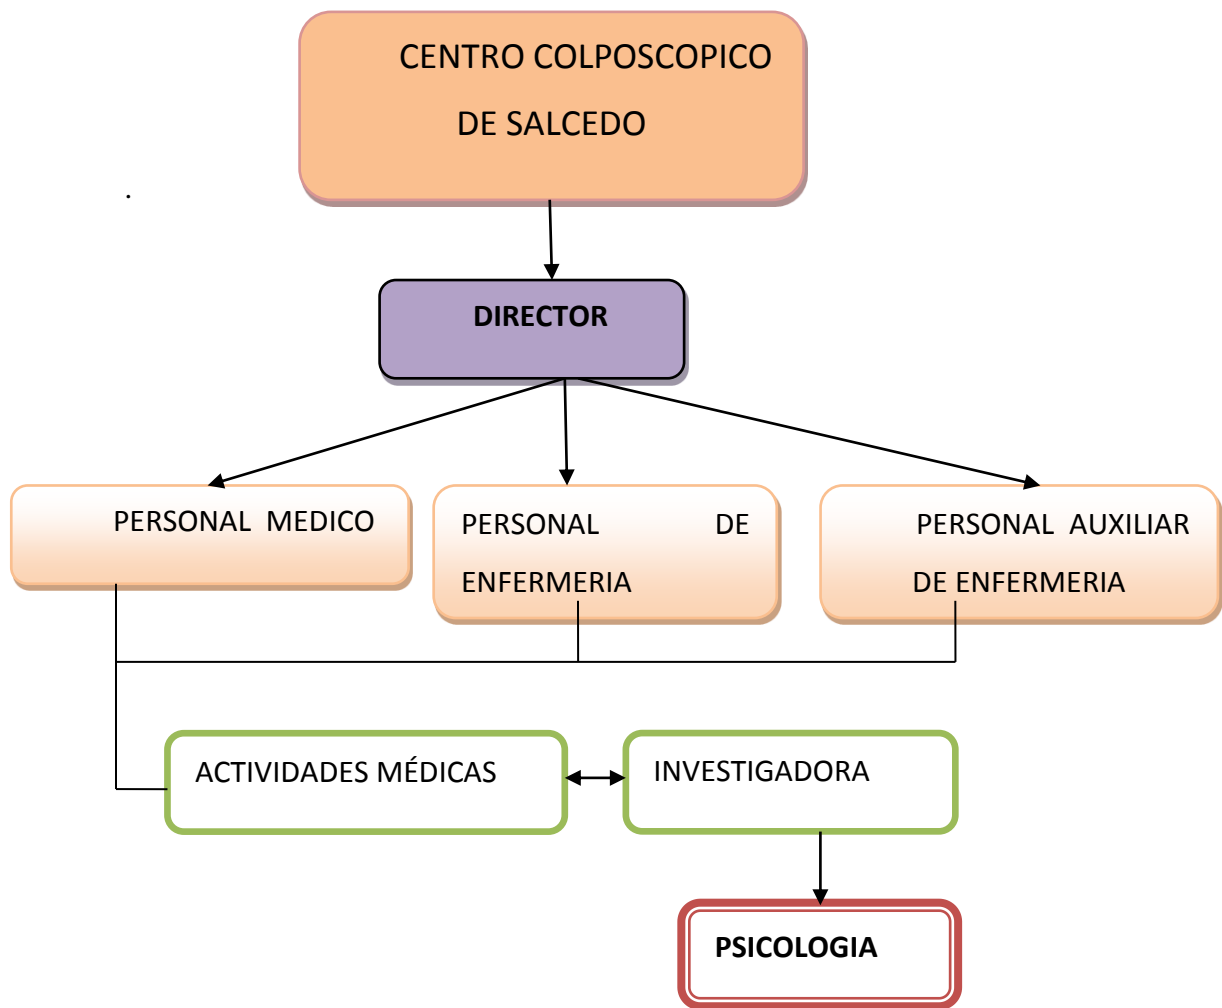 CENTRO COLPOSCOPICO
DE SALCEDO
.
DIRECTOR
PERSONAL MEDICO
PERSONAL DE
ENFERMERIA
PERSONAL AUXILIAR
DE ENFERMERIA
ACTIVIDADES MÉDICAS
INVESTIGADORA
PSICOLOGIA